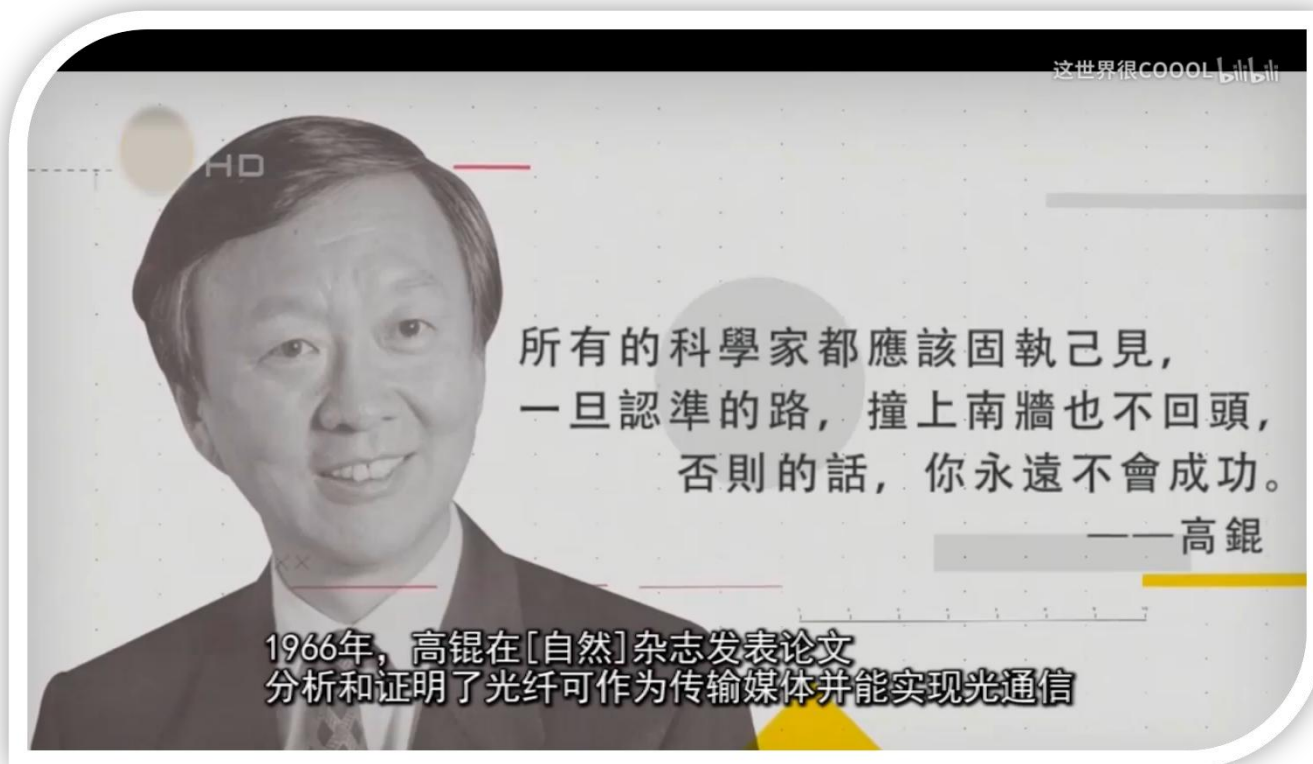 这世界很COOOL bilibili
HD
所有的科學家都應該固執己見,
一旦認準的路, 撞上南牆也不回頭,
否則的話, 你永遠不會成功。
——高錕
1966年, 高锟在[自然]杂志发表论文
分析和证明了光纤可作为传输媒体并能实现光通信